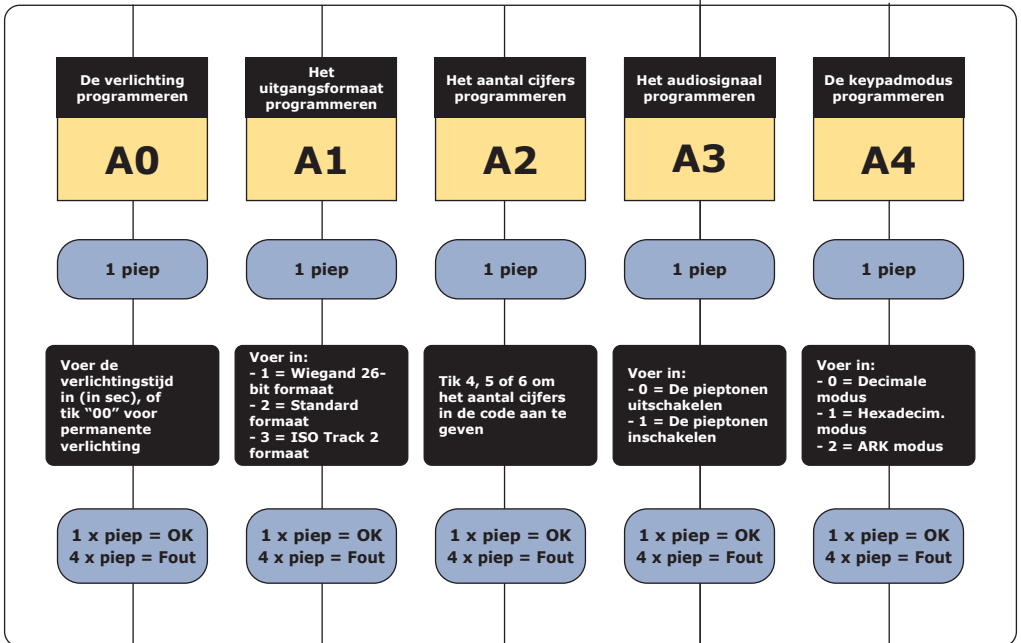 De verlichting
programmeren
A0
1 piep
Voer de
verlichtingstijd
in (in sec), of
tik “00” voor
permanente
verlichting
1 x piep = OK
4 x piep = Fout
Het
uitgangsformaat
programmeren
A1
1 piep
Voer in:
- 1 = Wiegand 26-
bit formaat
- 2 = Standard
formaat
- 3 = ISO Track 2
formaat
1 x piep = OK
4 x piep = Fout
Het aantal cijfers
programmeren
A2
1 piep
Tik 4, 5 of 6 om
het aantal cijfers
in de code aan te
geven
1 x piep = OK
4 x piep = Fout
Het audiosignaal
programmeren
A3
1 piep
Voer in:
- 0 = De pieptonen
uitschakelen
- 1 = De pieptonen
inschakelen
1 x piep = OK
4 x piep = Fout
De keypadmodus
programmeren
A4
1 piep
Voer in:
- 0 = Decimale
modus
- 1 = Hexadecim.
modus
- 2 = ARK modus
1 x piep = OK
4 x piep = Fout